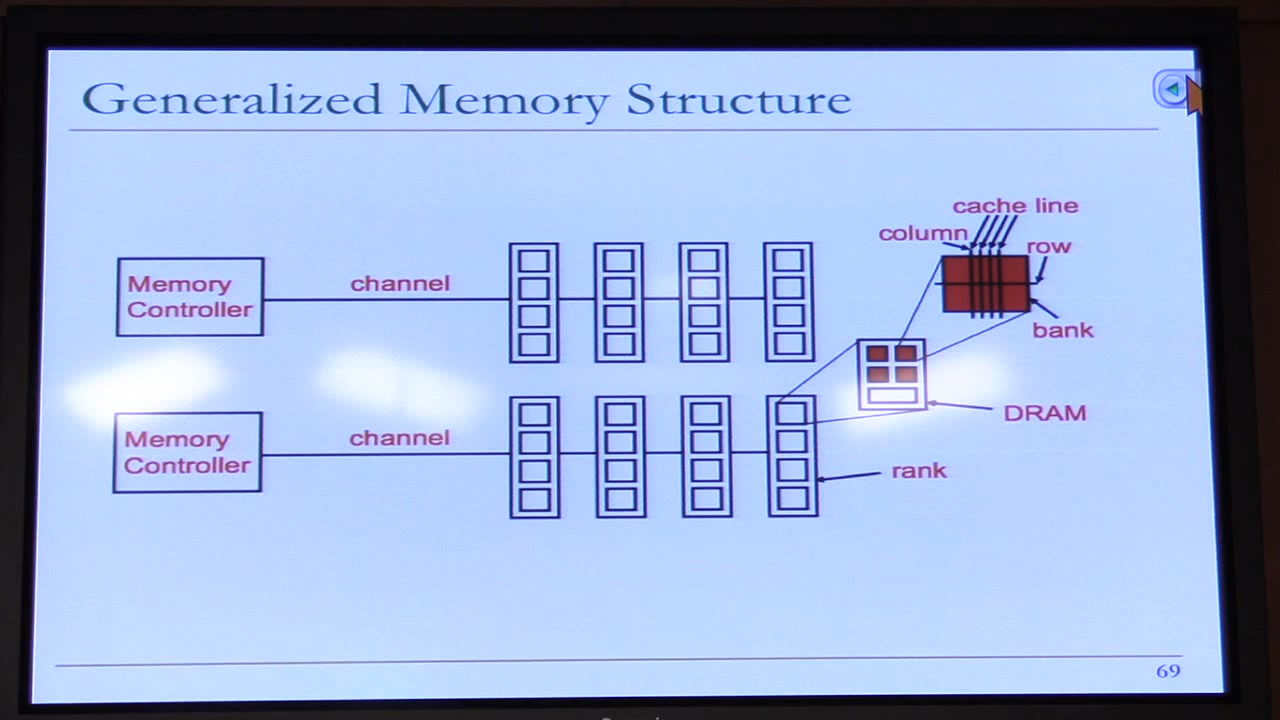 Generalized Memory Structure
cache line
column
row
Memory
Controller
channel
bank
DRAM
Memory
Controller
channel
rank
69